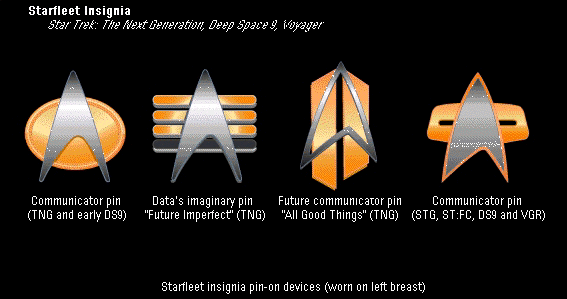 Starfleet Insignia
Star Trek: The Next Generation, Deep Space 9, Voyager
Communicator pin
(TNG and early DS9)
Data's imaginary pin
"Future Imperfect" (TNG)
Future communicator pin
"All Good Things" (TNG)
Communicator pin
(STG, ST:FC, DS9 and VGR)
Starfleet insignia pin-on devices (worn on left breast)